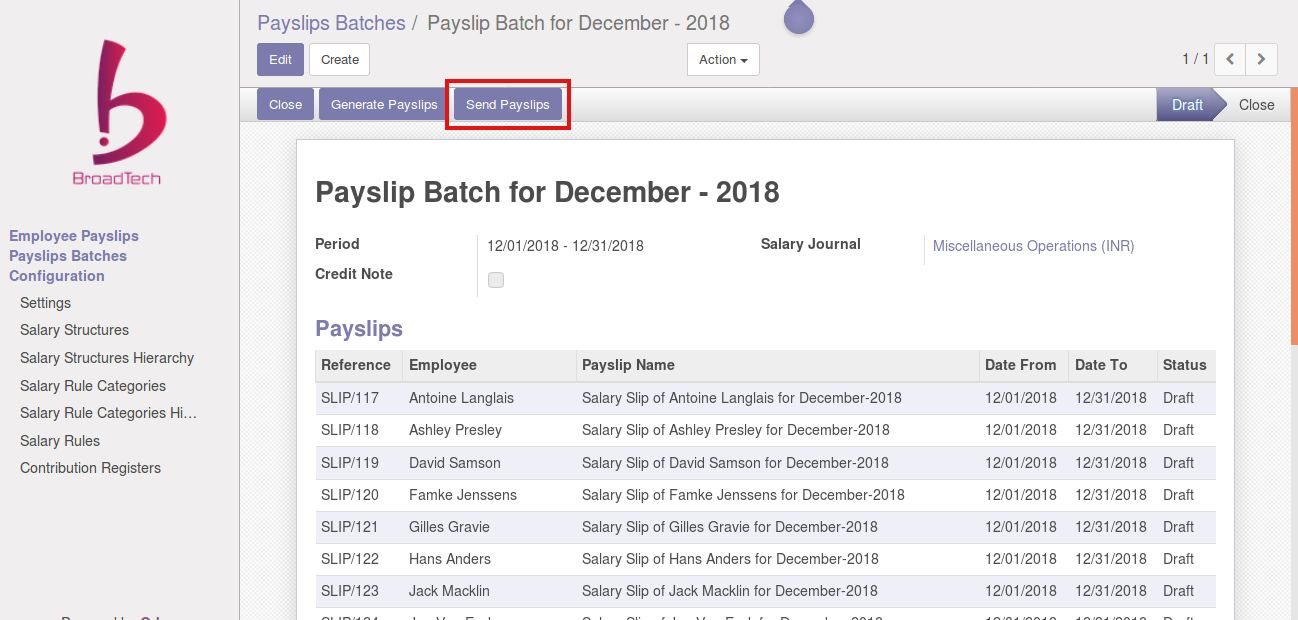 BroadTech
Employee Payslips
Payslips Batches
Configuration
Settings
Salary Structures
Salary Structures Hierarchy
Salary Rule Categories
Salary Rule Categories Hi...
Salary Rules
Contribution Registers
Payslips Batches / Payslip Batch for December - 2018
Edit Create Action 1 / 1
Close Generate Payslips Send Payslips Draft Close
Payslip Batch for December - 2018
Period 12/01/2018 - 12/31/2018 Salary Journal Miscellaneous Operations (INR)
Credit Note
Payslips
Reference Employee Payslip Name Date From Date To Status
SLIP/117 Antoine Langlais Salary Slip of Antoine Langlais for December-2018 12/01/2018 12/31/2018 Draft
SLIP/118 Ashley Presley Salary Slip of Ashley Presley for December-2018 12/01/2018 12/31/2018 Draft
SLIP/119 David Samson Salary Slip of David Samson for December-2018 12/01/2018 12/31/2018 Draft
SLIP/120 Famke Jenssens Salary Slip of Famke Jenssens for December-2018 12/01/2018 12/31/2018 Draft
SLIP/121 Gilles Gravie Salary Slip of Gilles Gravie for December-2018 12/01/2018 12/31/2018 Draft
SLIP/122 Hans Anders Salary Slip of Hans Anders for December-2018 12/01/2018 12/31/2018 Draft
SLIP/123 Jack Macklin Salary Slip of Jack Macklin for December-2018 12/01/2018 12/31/2018 Draft